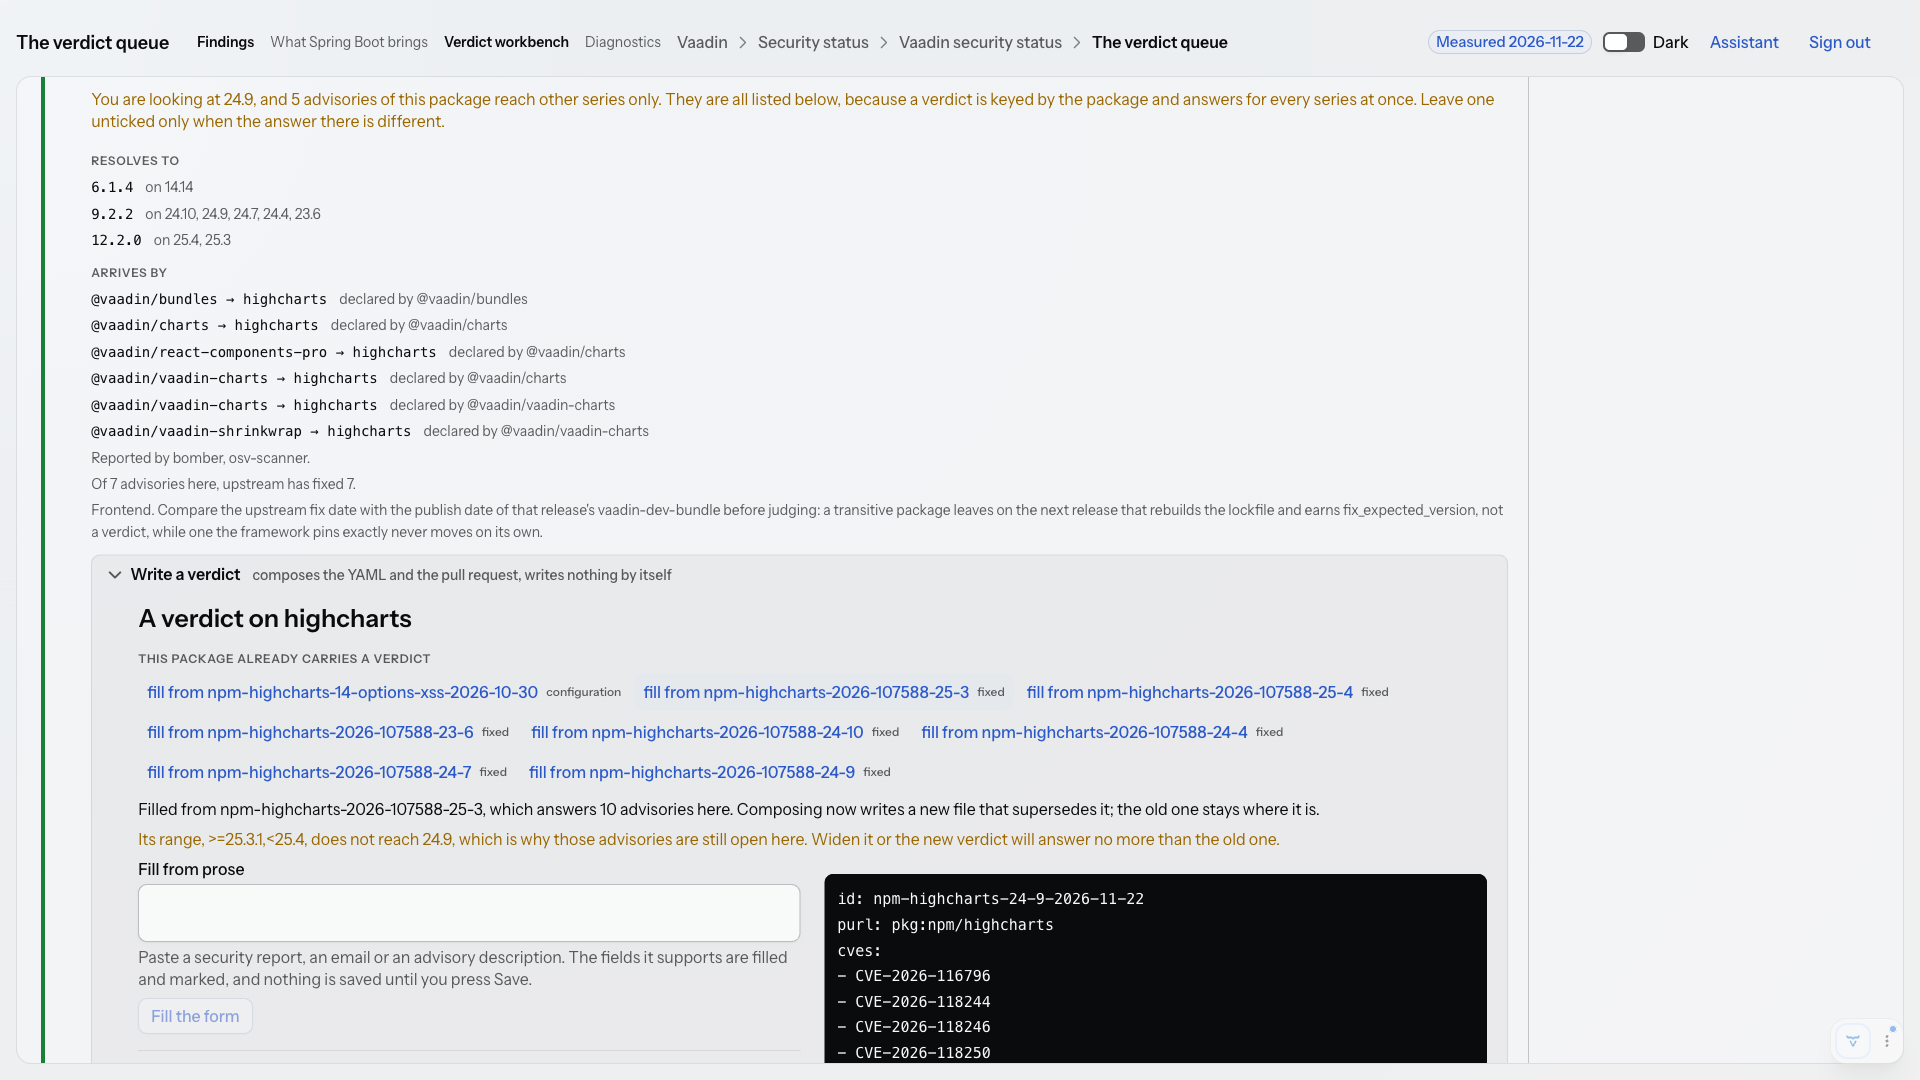 The verdict queue
Findings
What Spring Boot brings
Verdict workbench
Diagnostics
Vaadin > Security status > Vaadin security status > The verdict queue
Measured 2026-11-22
Dark
Assistant
Sign out
You are looking at 24.9, and 5 advisories of this package reach other series only. They are all listed below, because a verdict is keyed by the package and answers for every series at once. Leave one
unticked only when the answer there is different.
RESOLVES TO
6.1.4 on 14.14
9.2.2 on 24.10, 24.9, 24.7, 24.4, 23.6
12.2.0 on 25.4, 25.3
ARRIVES BY
@vaadin/bundles → highcharts declared by @vaadin/bundles
@vaadin/charts → highcharts declared by @vaadin/charts
@vaadin/react-components-pro → highcharts declared by @vaadin/charts
@vaadin/vaadin-charts → highcharts declared by @vaadin/charts
@vaadin/vaadin-charts → highcharts declared by @vaadin/vaadin-charts
@vaadin/vaadin-shrinkwrap → highcharts declared by @vaadin/vaadin-charts
Reported by bomber, osv-scanner.
Of 7 advisories here, upstream has fixed 7.
Frontend. Compare the upstream fix date with the publish date of that release's vaadin-dev-bundle before judging: a transitive package leaves on the next release that rebuilds the lockfile and earns fix_expected_version, not
a verdict, while one the framework pins exactly never moves on its own.
Write a verdict composes the YAML and the pull request, writes nothing by itself
A verdict on highcharts
THIS PACKAGE ALREADY CARRIES A VERDICT
fill from npm-highcharts-14-options-xss-2026-10-30 configuration fill from npm-highcharts-2026-107588-25-3 fixed fill from npm-highcharts-2026-107588-25-4 fixed
fill from npm-highcharts-2026-107588-23-6 fixed fill from npm-highcharts-2026-107588-24-10 fixed fill from npm-highcharts-2026-107588-24-4 fixed
fill from npm-highcharts-2026-107588-24-7 fixed fill from npm-highcharts-2026-107588-24-9 fixed
Filled from npm-highcharts-2026-107588-25-3, which answers 10 advisories here. Composing now writes a new file that supersedes it; the old one stays where it is.
Its range, >=25.3.1,<25.4, does not reach 24.9, which is why those advisories are still open here. Widen it or the new verdict will answer no more than the old one.
Fill from prose
Paste a security report, an email or an advisory description. The fields it supports are filled
and marked, and nothing is saved until you press Save.
Fill the form
id: npm-highcharts-24-9-2026-11-22
purl: pkg:npm/highcharts
cves:
- CVE-2026-116796
- CVE-2026-118244
- CVE-2026-118246
- CVE-2026-118250